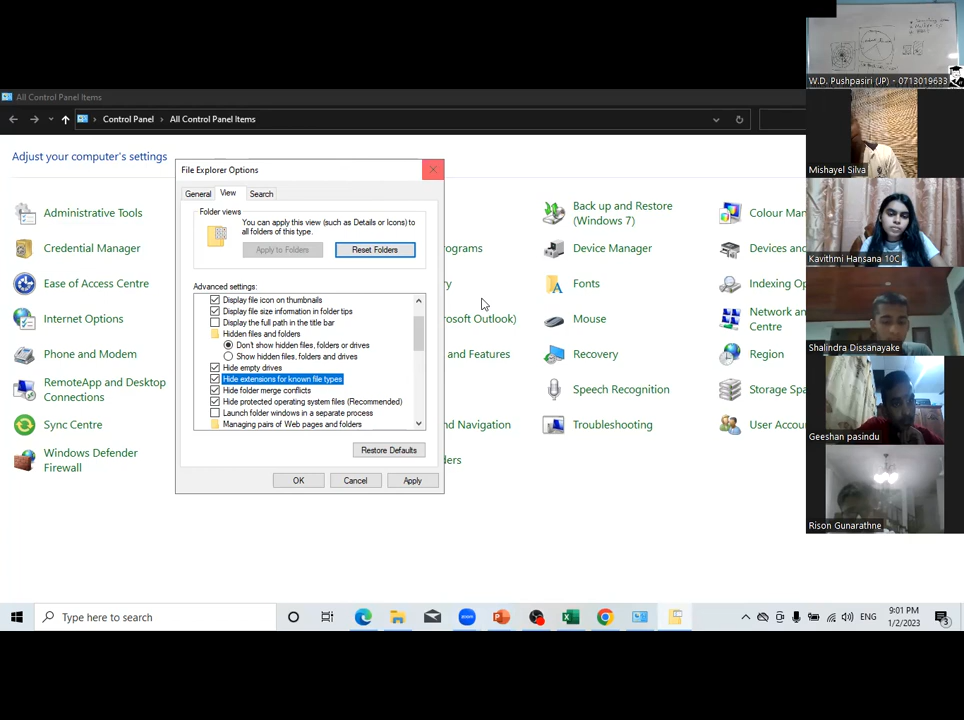 All Control Panel Items
Control Panel
All Control Panel Items
Adjust your computer's settings
Administrative Tools
Credential Manager
Ease of Access Centre
Internet Options
Phone and Modem
RemoteApp and Desktop
Connections
Sync Centre
Windows Defender
Firewall
File Explorer Options
General
View
Search
Folder views
You can apply this view (such as Details or Icons) to
all folders of this type.
Apply to Folders
Reset Folders
Advanced settings:
Display file icon on thumbnails
Display file size information in folder tips
Display the full path in the title bar
Hidden files and folders
Don't show hidden files, folders or drives
Show hidden files, folders and drives
Hide empty drives
Hide extensions for known file types
Hide folder merge conflicts
Hide protected operating system files (Recommended)
Launch folder windows in a separate process
Managing pairs of Web pages and folders
Restore Defaults
OK
Cancel
Apply
ograms
ry
osoft Outlook)
and Features
nd Navigation
ders
Back up and Restore
(Windows 7)
Device Manager
Fonts
Mouse
Recovery
Speech Recognition
Troubleshooting
Colour Man
Devices and
Indexing Op
Network and
Centre
Region
Storage Spa
User Accou
W.D. Pushpasiri (JP) - 0713019633
Mishayel Silva
Kavithmi Hansana 10C
Shalindra Dissanayake
Geeshan pasindu
Rison Gunarathne
Type here to search
ENG
9:01 PM
1/2/2023
3